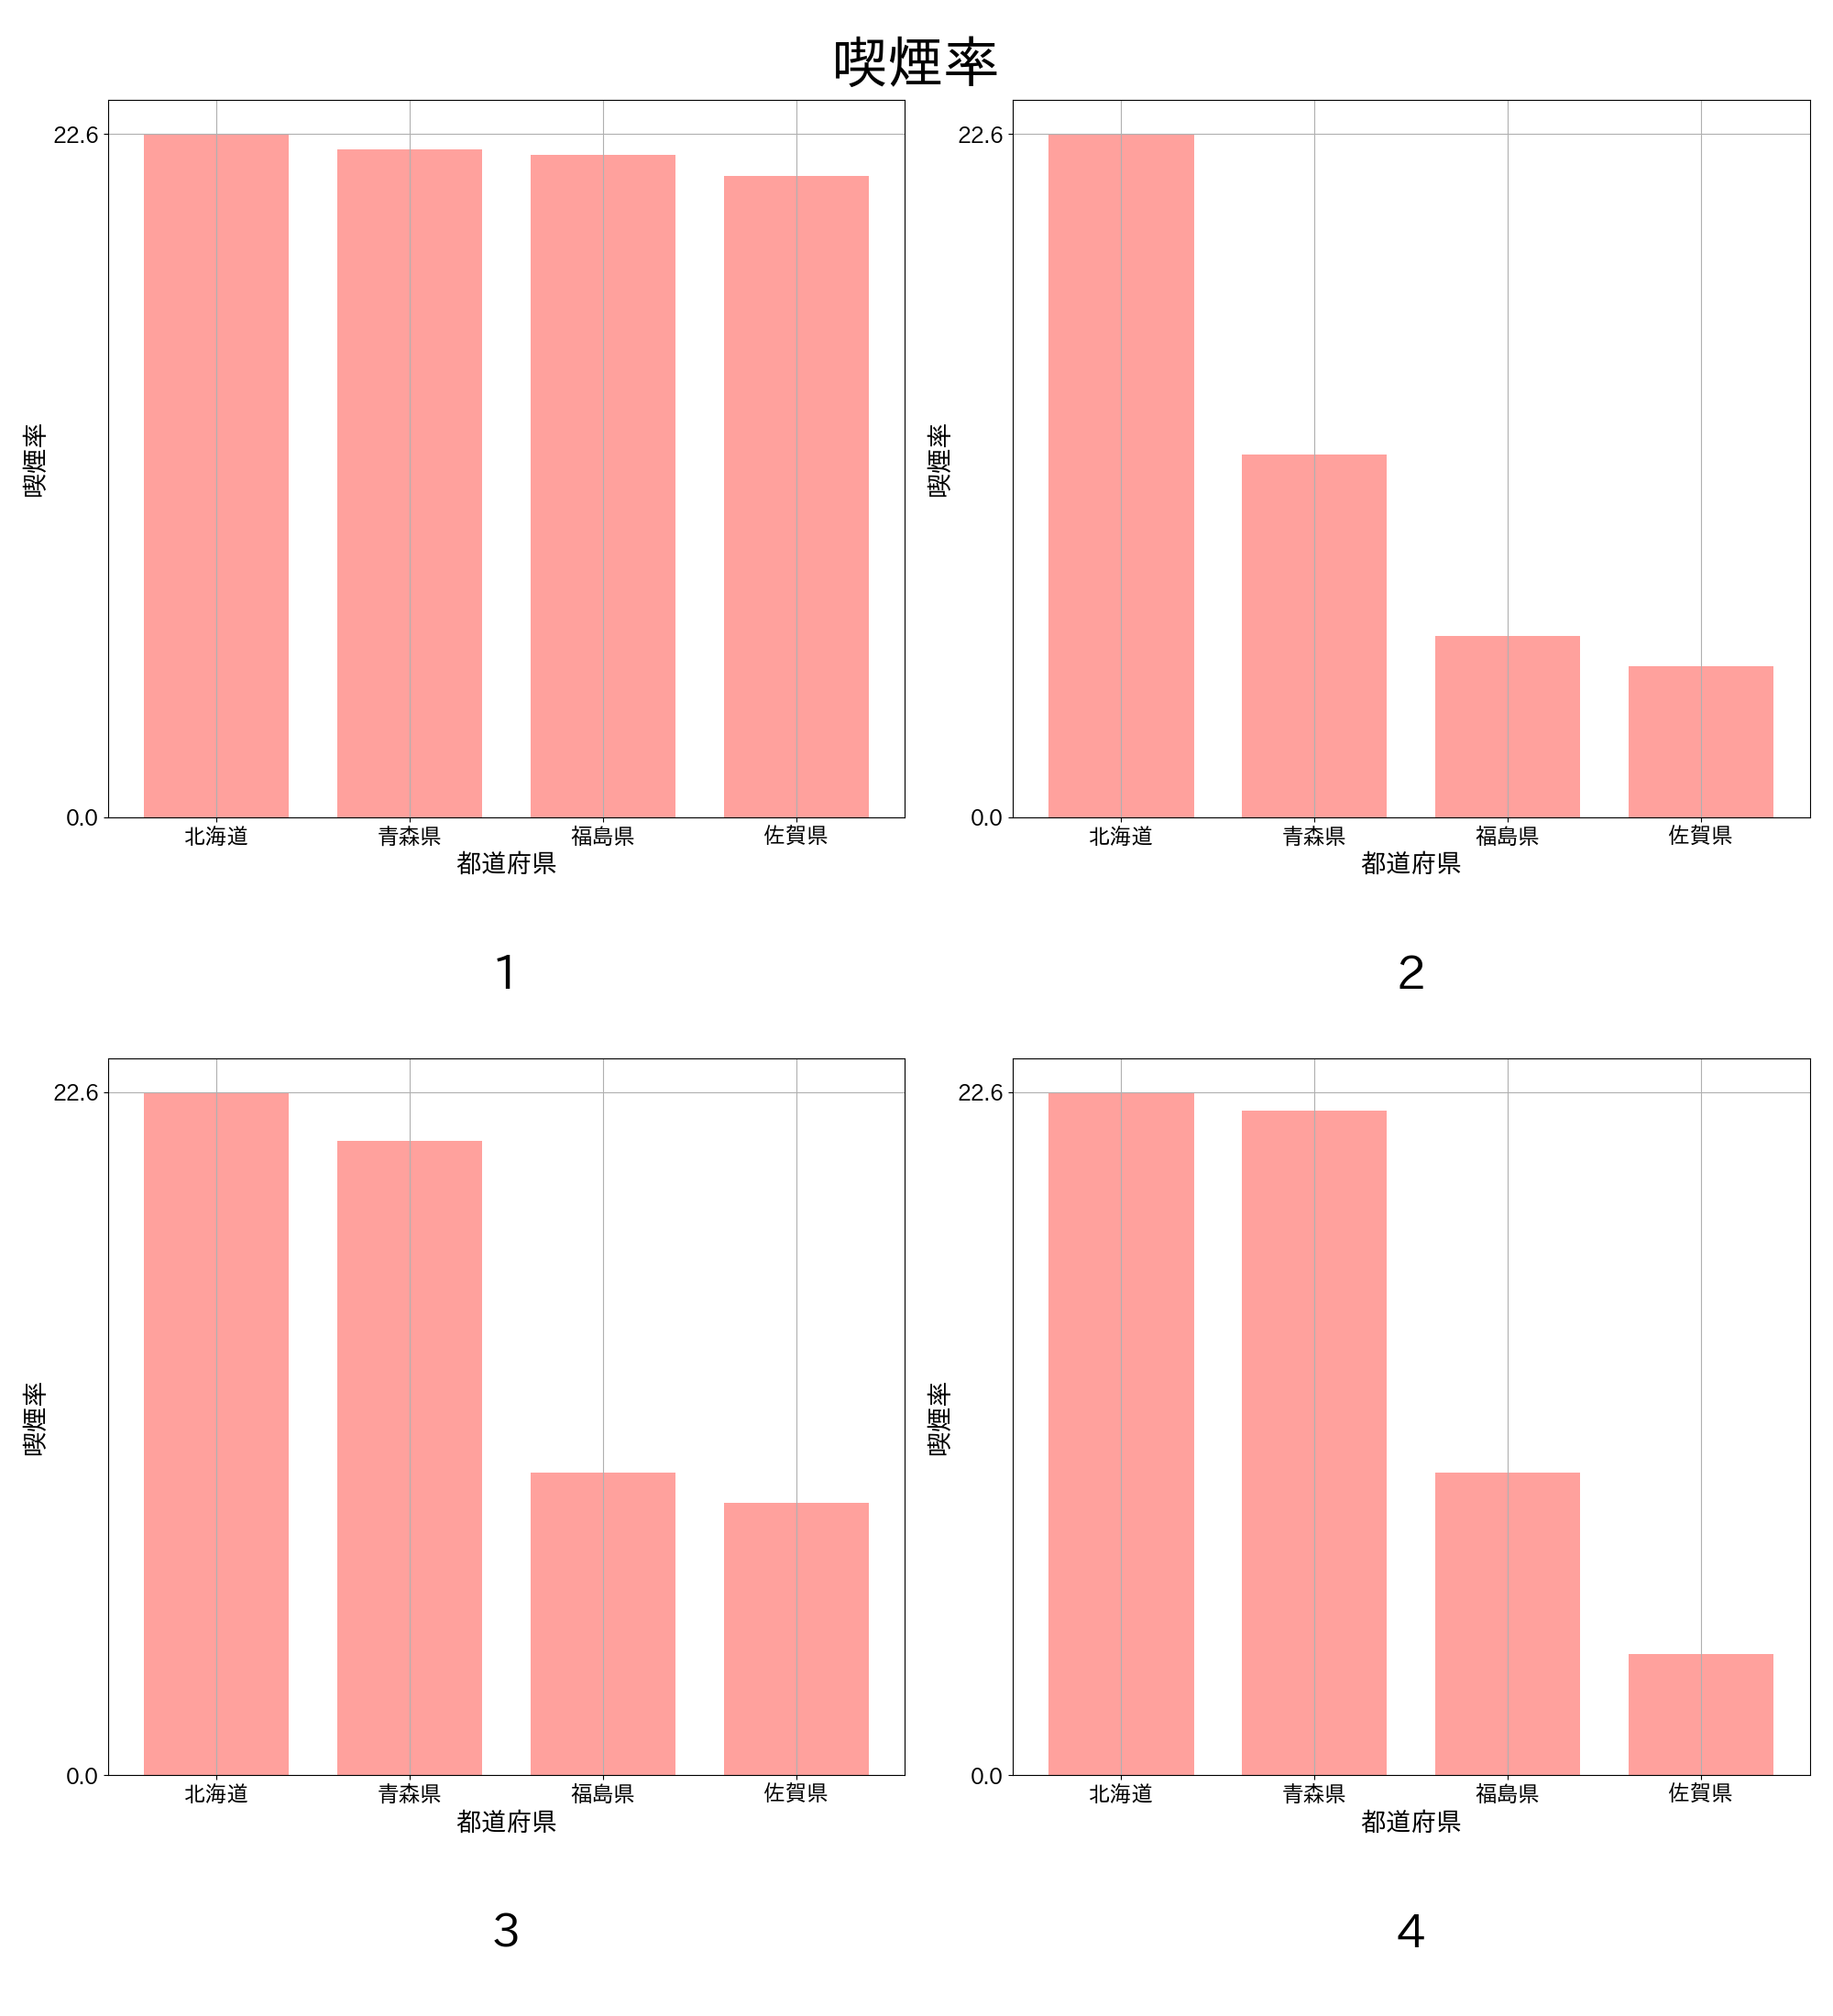 喫煙率
22.6
0.0
喫煙率
北海道 青森県 福島県 佐賀県
都道府県
1
22.6
0.0
喫煙率
北海道 青森県 福島県 佐賀県
都道府県
2
22.6
0.0
喫煙率
北海道 青森県 福島県 佐賀県
都道府県
3
22.6
0.0
喫煙率
北海道 青森県 福島県 佐賀県
都道府県
4